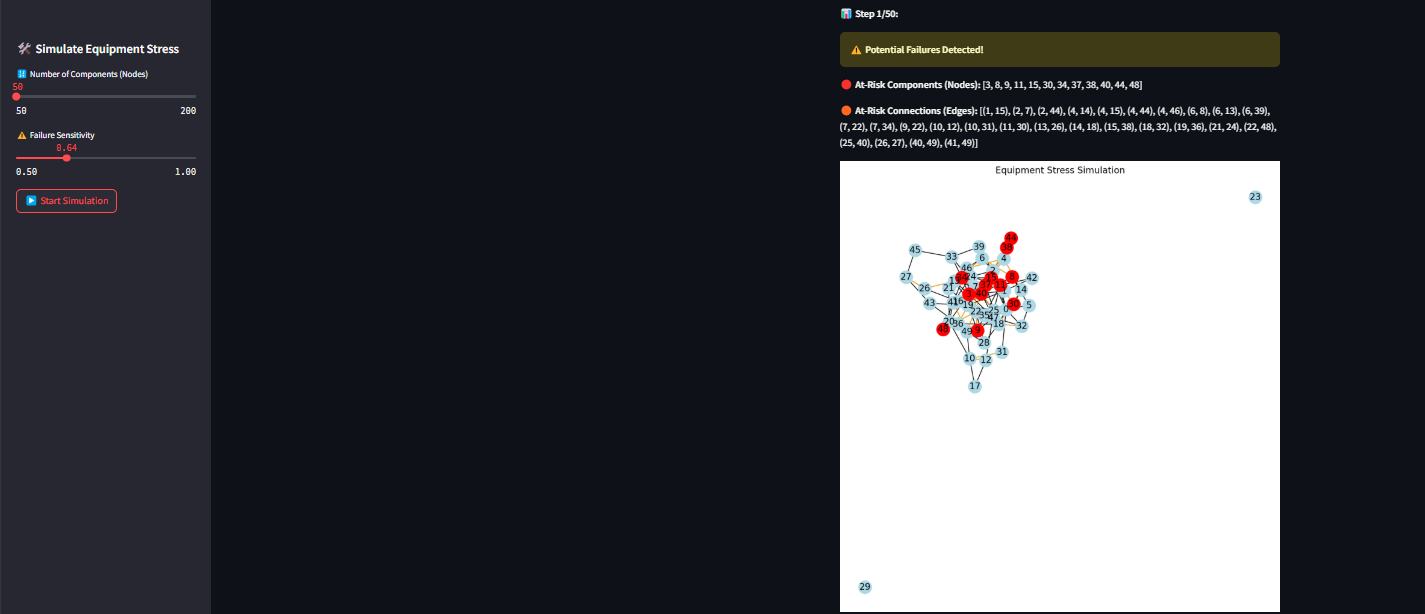 🛠️ Simulate Equipment Stress
🔢 Number of Components (Nodes)
50
50 200
⚠️ Failure Sensitivity
0.64
0.50 1.00
▶️ Start Simulation
📊 Step 1/50:
⚠️ Potential Failures Detected!
🔴 At-Risk Components (Nodes): [3, 8, 9, 11, 15, 30, 34, 37, 38, 40, 44, 48]
🟠 At-Risk Connections (Edges): [(1, 15), (2, 7), (2, 44), (4, 14), (4, 15), (4, 44), (4, 46), (6, 8), (6, 13), (6, 39),
(7, 22), (7, 34), (9, 22), (10, 12), (10, 31), (11, 30), (13, 26), (14, 18), (15, 38), (18, 32), (19, 36), (21, 24), (22, 48),
(25, 40), (26, 27), (40, 49), (41, 49)]
Equipment Stress Simulation
23
44
45 39 38
33 6 4
46 2
27 34 24 15 8 42
26 21 7 37 11 14
3 40 1
43 41 16 19 30 5
22 35 25 0
20 36 47 18 32
48 49 9
28
31
10 12
17
29